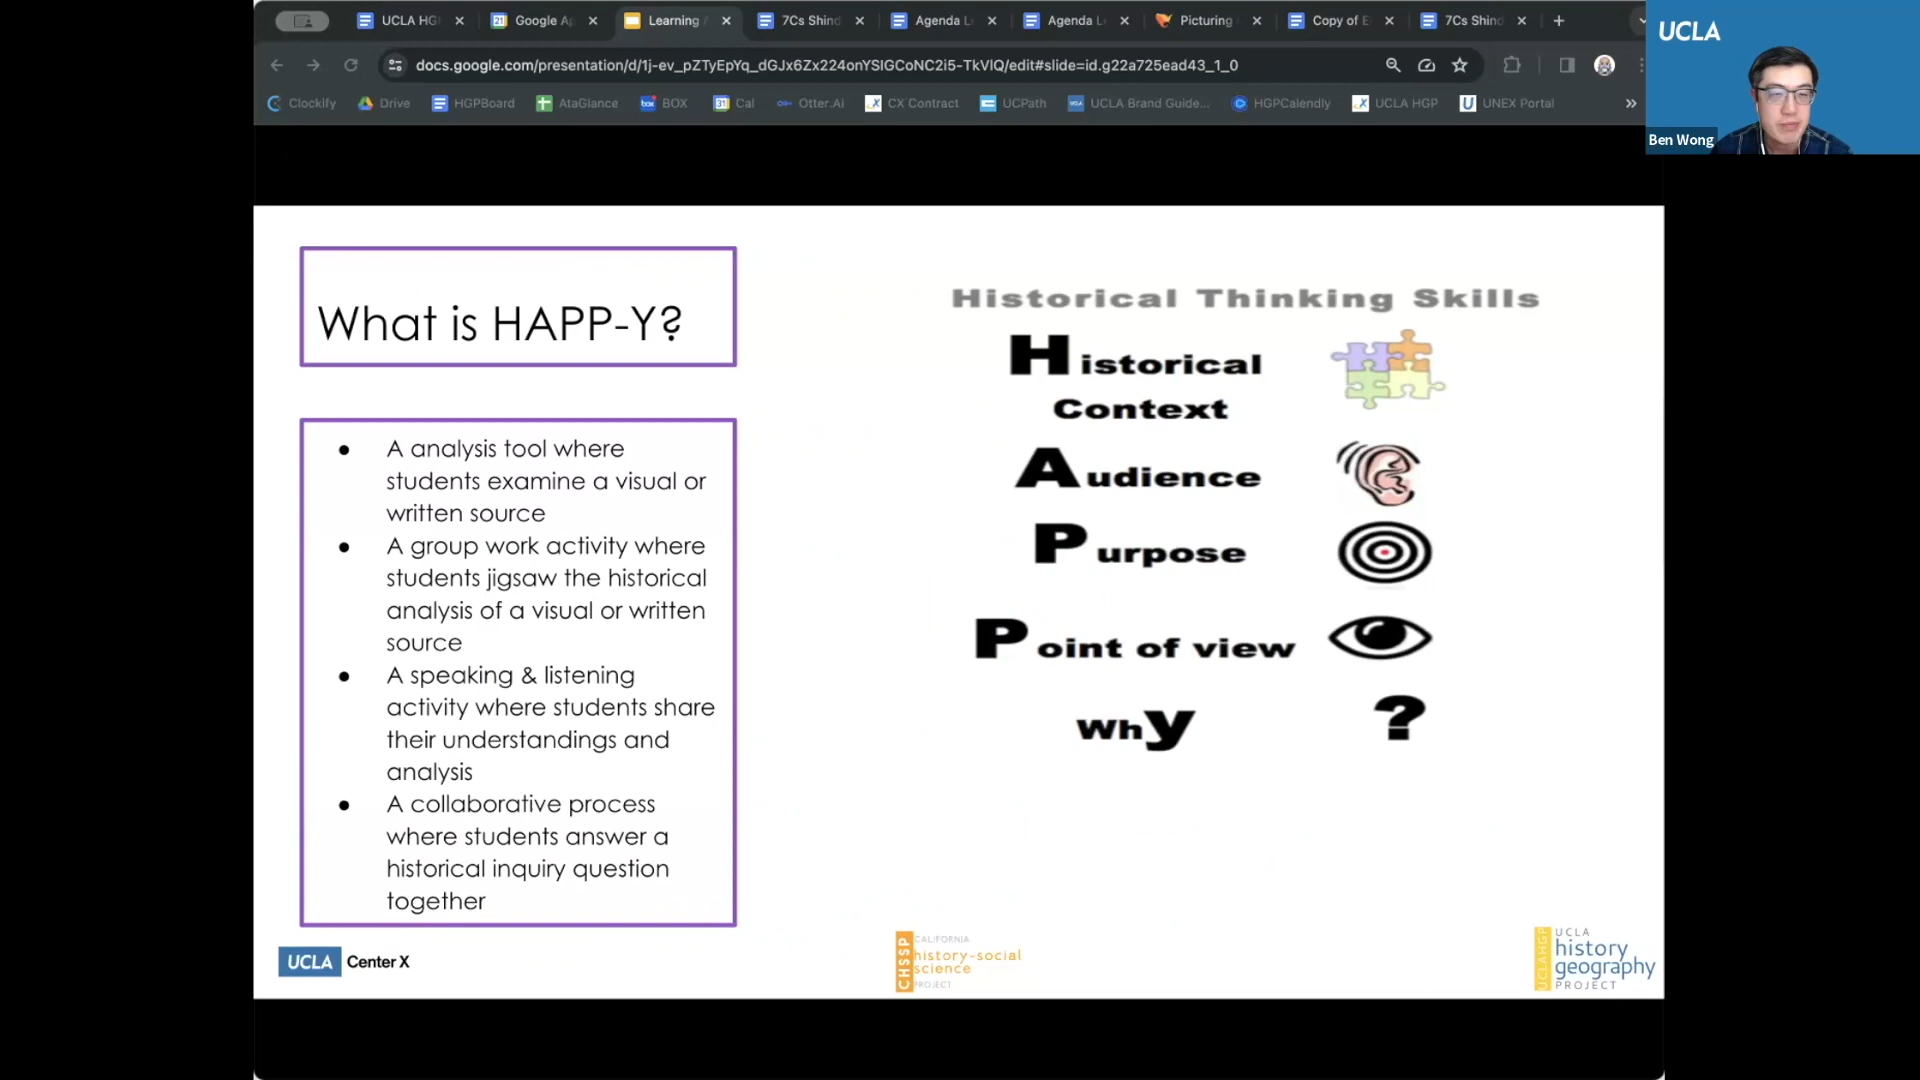 UCLA HG
Google Ap
Learning
7Cs Shind
Agenda L
Agenda L
Picturing
Copy of E
7Cs Shind
docs.google.com/presentation/d/1j-ev_pZTyEpYq_dGJx6Zx224onYSIGCoNC2i5-TkVIQ/edit#slide=id.g22a725ead43_1_0
Clockify
Drive
HGPBoard
AtaGlance
BOX
Cal
Otter.Ai
CX Contract
UCPath
UCLA Brand Guide...
HGPCalendly
UCLA HGP
UNEX Portal
»
UCLA
Ben Wong
What is HAPP-Y?
● A analysis tool where
students examine a visual or
written source
● A group work activity where
students jigsaw the historical
analysis of a visual or written
source
● A speaking & listening
activity where students share
their understandings and
analysis
● A collaborative process
where students answer a
historical inquiry question
together
Historical Thinking Skills
Historical
Context
Audience
Purpose
Point of view
Why ?
UCLA Center X
CHSSP
CALIFORNIA
history-social
science
PROJECT
UCLAHGP
UCLA
history
geography
PROJECT